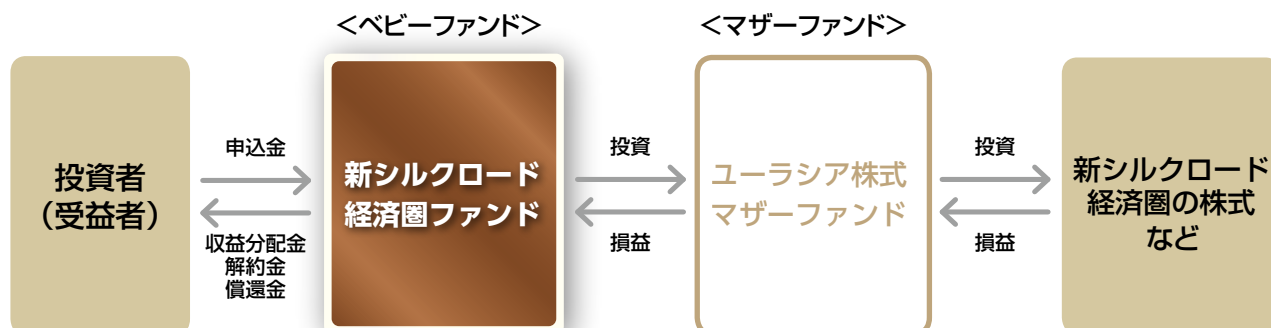 ＜ベビーファンド＞
＜マザーファンド＞
投資者
（受益者）
申込金
収益分配金
解約金
償還金
新シルクロード
経済圏ファンド
投資
損益
ユーラシア株式
マザーファンド
投資
損益
新シルクロード
経済圏の株式
など